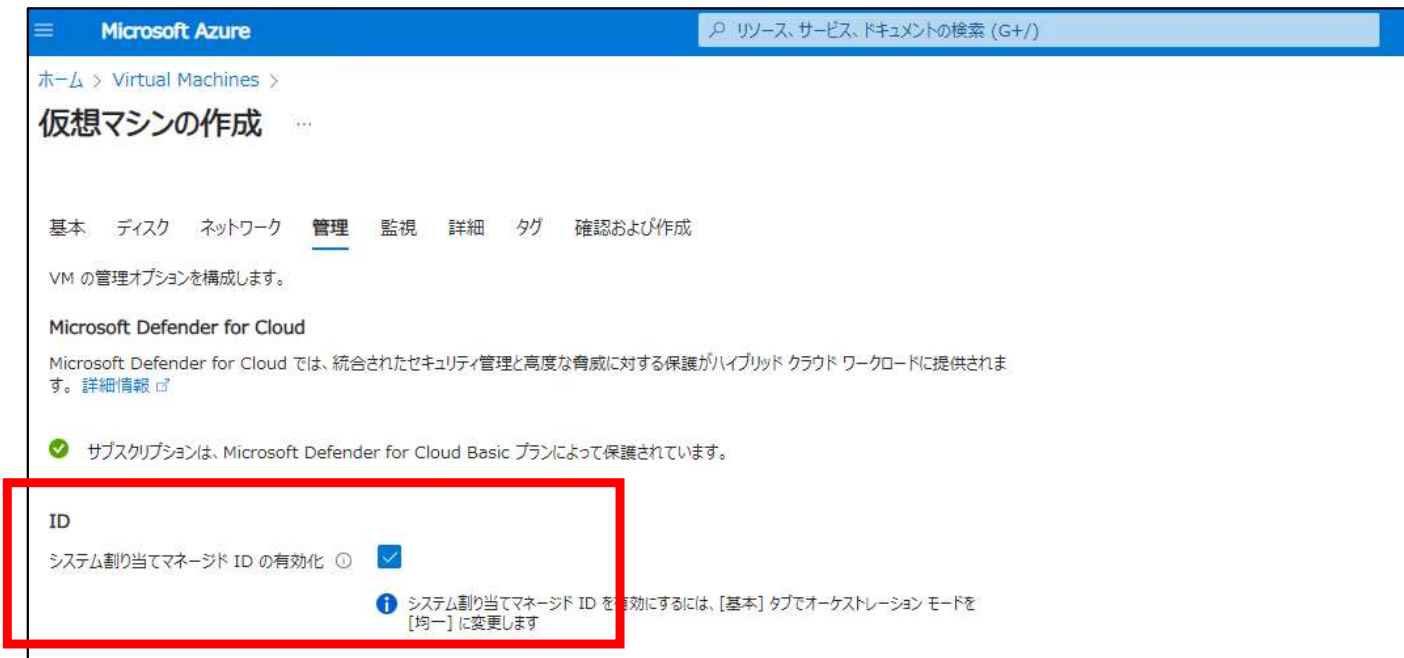 Microsoft Azure
リソース、サービス、ドキュメントの検索 (G+/)
ホーム > Virtual Machines >
仮想マシンの作成 …
基本 ディスク ネットワーク 管理 監視 詳細 タグ 確認および作成
VM の管理オプションを構成します。
Microsoft Defender for Cloud
Microsoft Defender for Cloud では、統合されたセキュリティ管理と高度な脅威に対する保護がハイブリッド クラウド ワークロードに提供されま
す。 詳細情報
サブスクリプションは、Microsoft Defender for Cloud Basic プランによって保護されています。
ID
システム割り当てマネージド ID の有効化
システム割り当てマネージド ID を有効にするには、[基本] タブでオーケストレーション モードを
[均一] に変更します